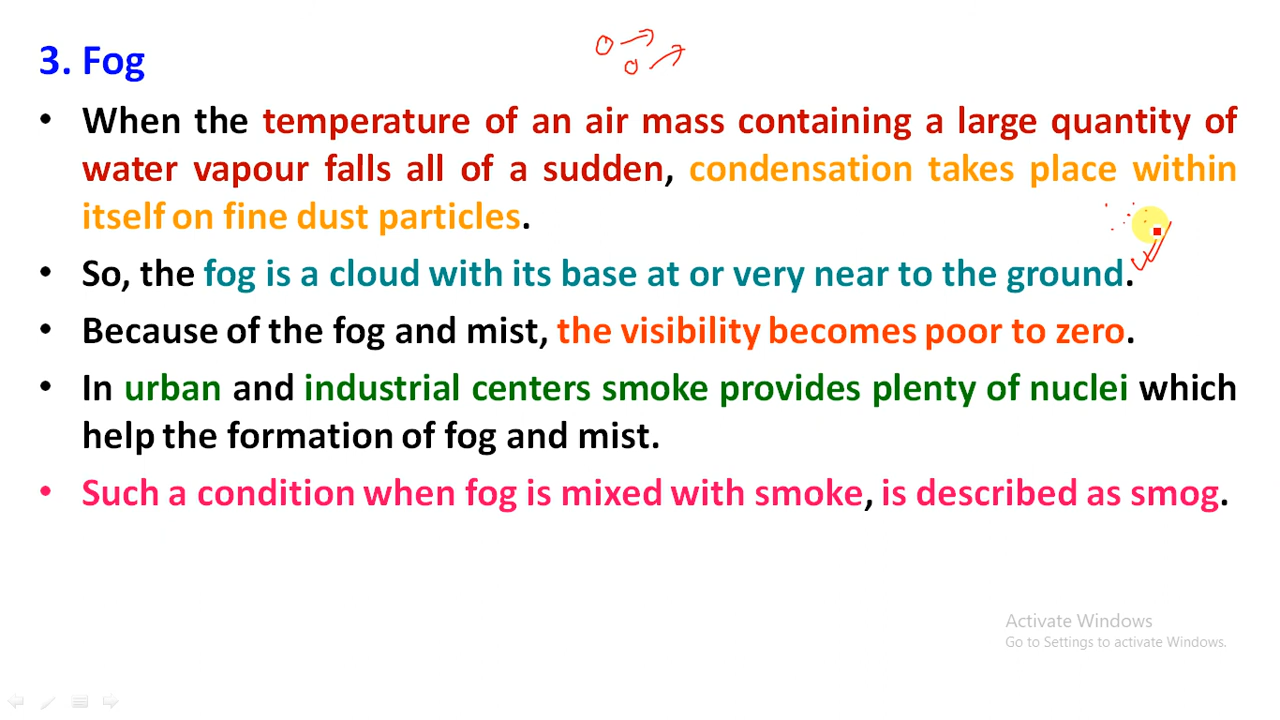 3. Fog
• When the temperature of an air mass containing a large quantity of
water vapour falls all of a sudden, condensation takes place within
itself on fine dust particles.
• So, the fog is a cloud with its base at or very near to the ground.
• Because of the fog and mist, the visibility becomes poor to zero.
• In urban and industrial centers smoke provides plenty of nuclei which
help the formation of fog and mist.
• Such a condition when fog is mixed with smoke, is described as smog.
Activate Windows
Go to Settings to activate Windows.